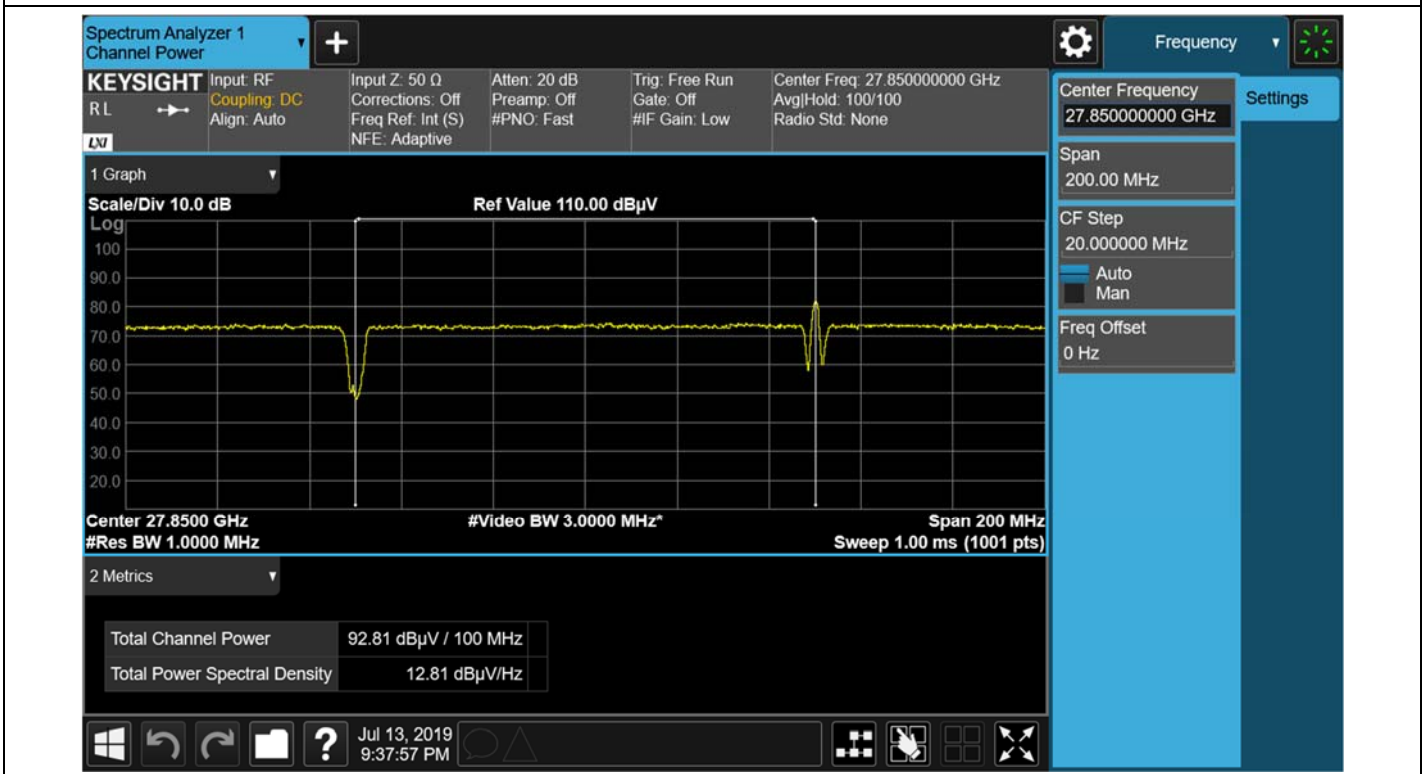 Spectrum Analyzer 1
Channel Power
+
Frequency
KEYSIGHT
R L
LXI
Input: RF
Coupling: DC
Align: Auto
Input Z: 50 Ω
Corrections: Off
Freq Ref: Int (S)
NFE: Adaptive
Atten: 20 dB
Preamp: Off
#PNO: Fast
Trig: Free Run
Gate: Off
#IF Gain: Low
Center Freq: 27.850000000 GHz
Avg|Hold: 100/100
Radio Std: None
Center Frequency
27.850000000 GHz
Settings
Span
200.00 MHz
CF Step
20.000000 MHz
Auto
Man
Freq Offset
0 Hz
1 Graph
Scale/Div 10.0 dB
Ref Value 110.00 dBµV
Log
100
90.0
80.0
70.0
60.0
50.0
40.0
30.0
20.0
Center 27.8500 GHz
#Video BW 3.0000 MHz*
Span 200 MHz
#Res BW 1.0000 MHz
Sweep 1.00 ms (1001 pts)
2 Metrics
Total Channel Power 92.81 dBµV / 100 MHz
Total Power Spectral Density 12.81 dBµV/Hz
?
Jul 13, 2019
9:37:57 PM